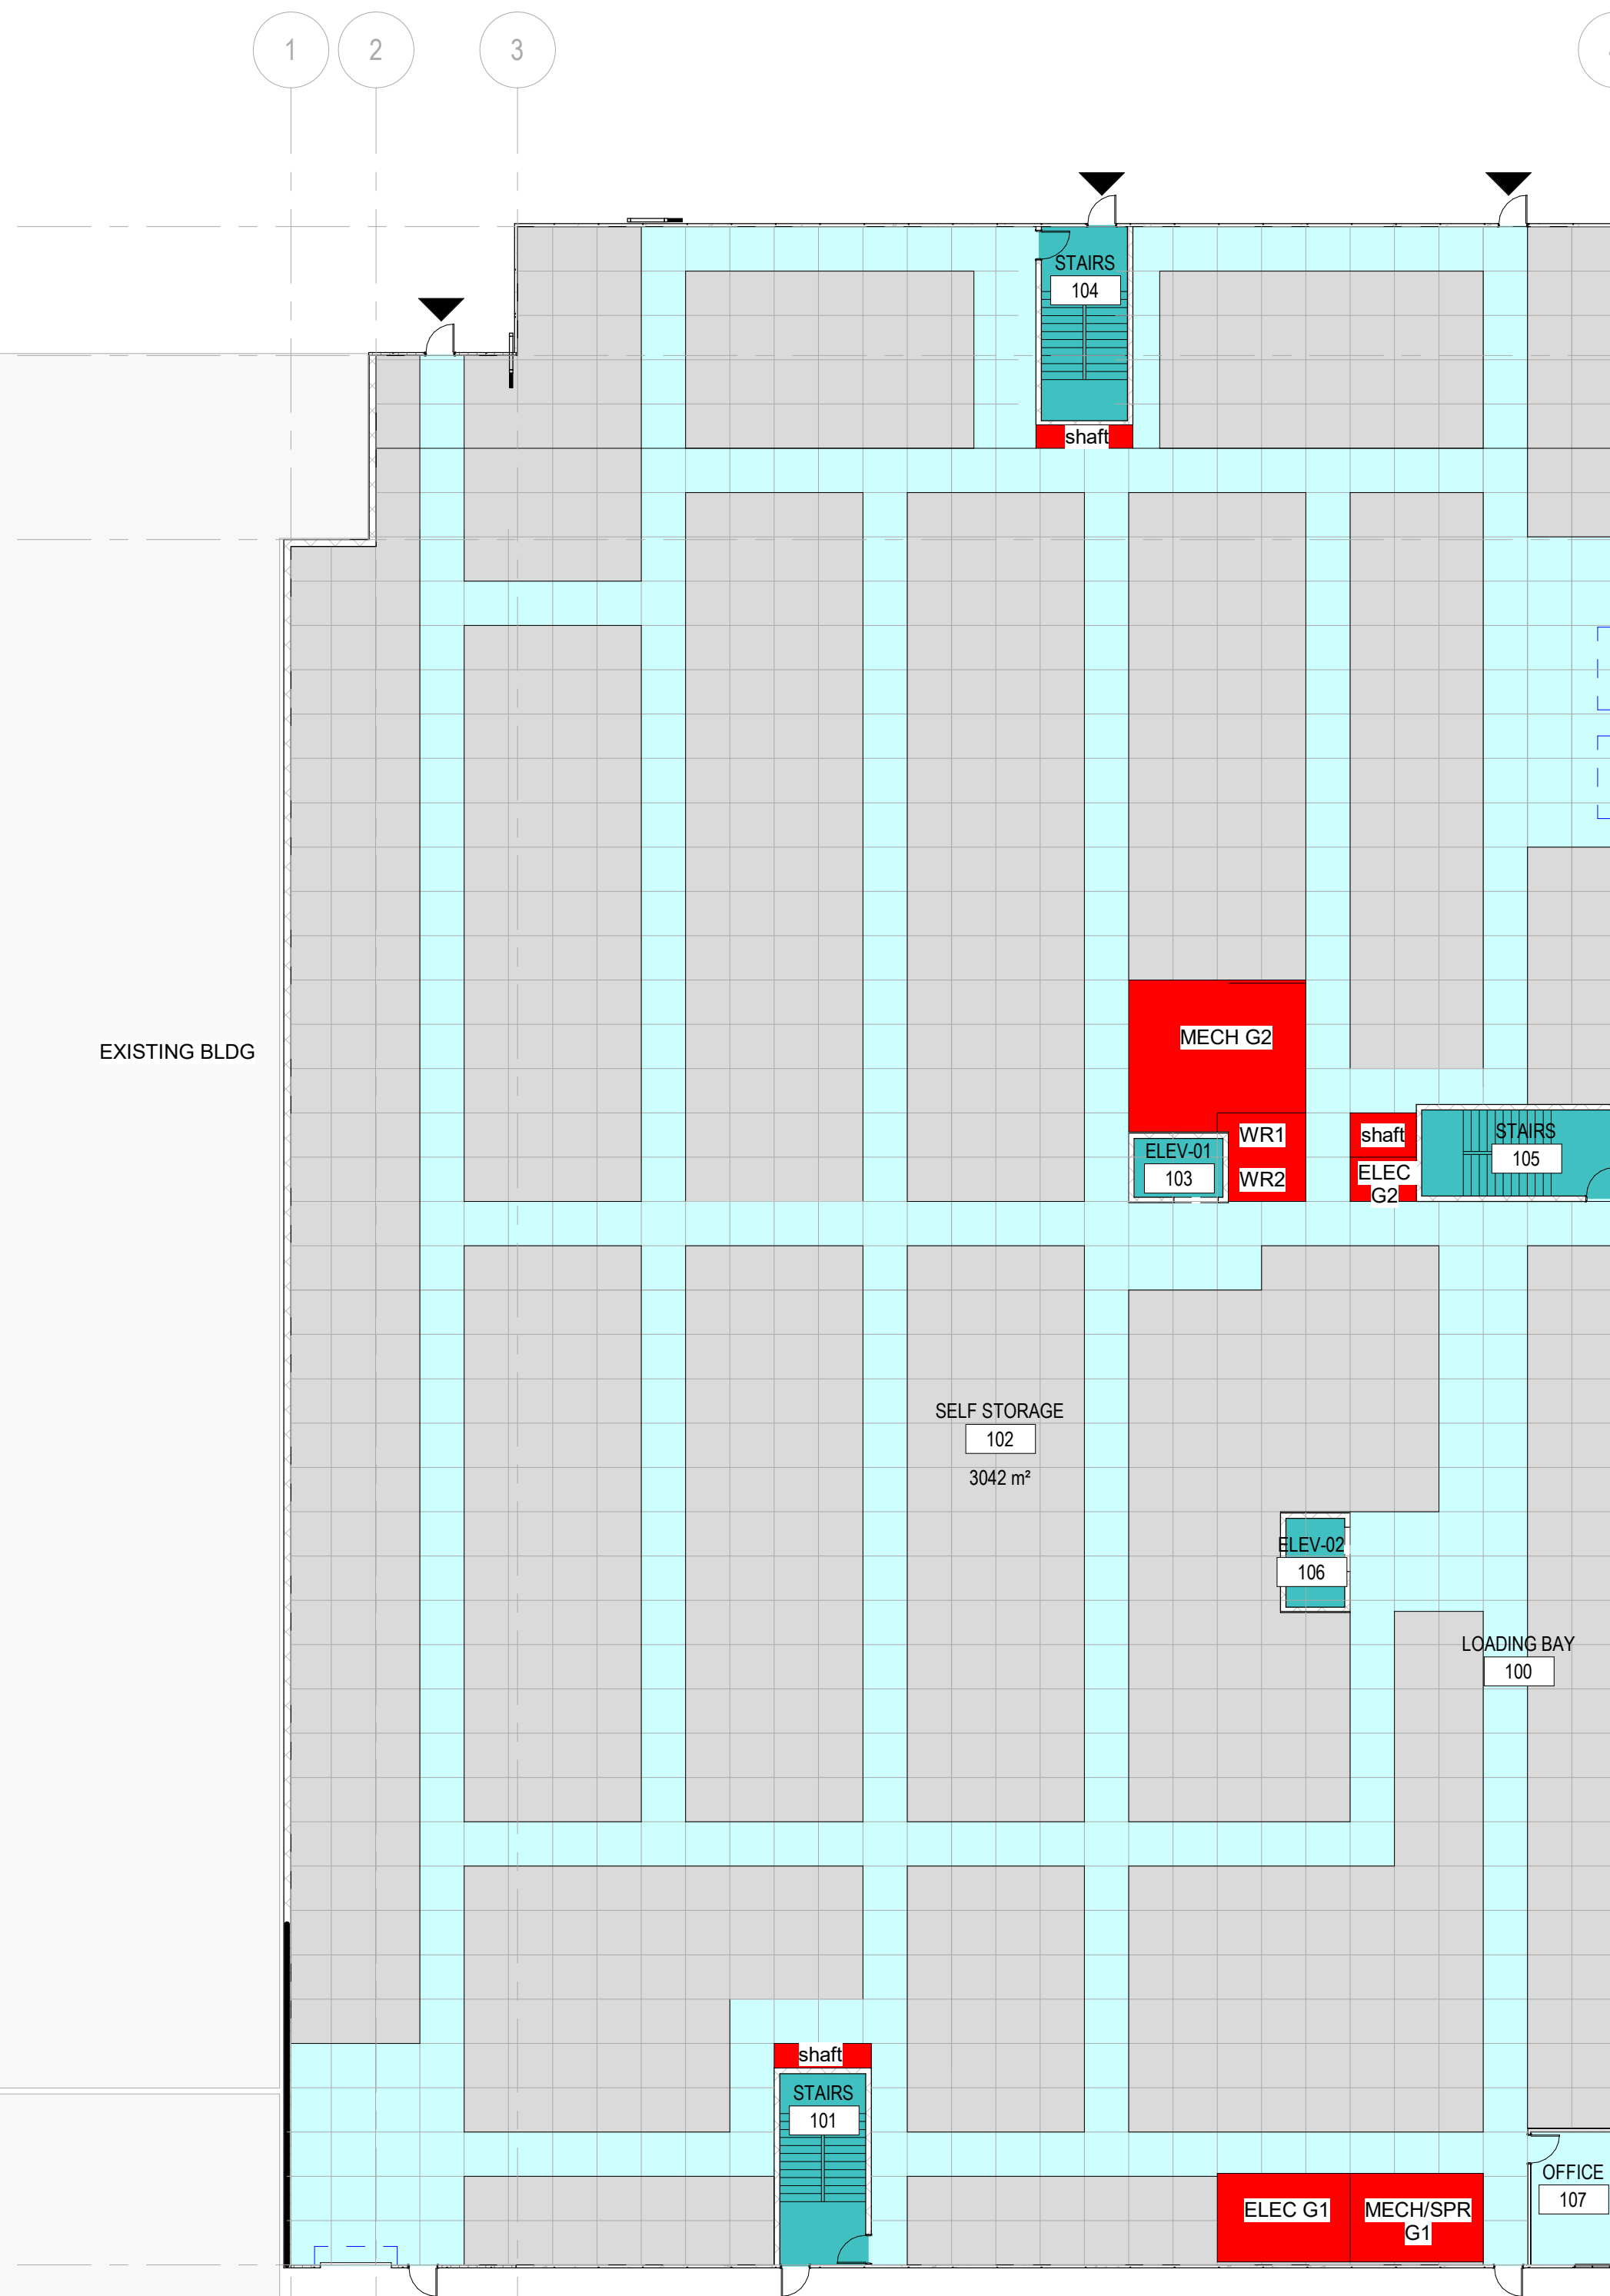 1
2
3
STAIRS
104
shaft
EXISTING BLDG
MECH G2
WR1
WR2
shaft
ELEC
G2
STAIRS
105
ELEV-01
103
SELF STORAGE
102
3042 m²
ELEV-02
106
LOADING BAY
100
shaft
STAIRS
101
ELEC G1
MECH/SPR
G1
OFFICE
107